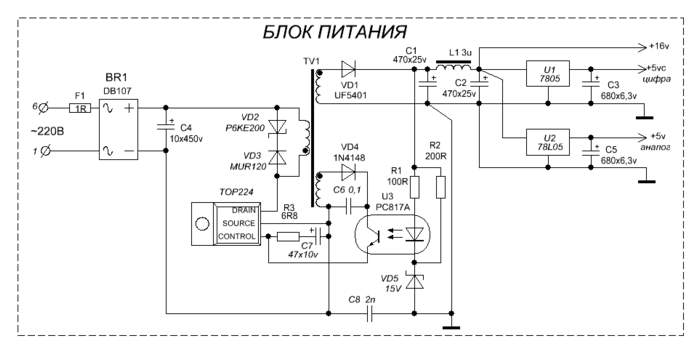 БЛОК ПИТАНИЯ
BR1
DB107
F1
1R
6
~220В
1
C4
10x450v
VD2
P6KE200
VD3
MUR120
TV1
VD1
UF5401
C1
470x25v
L1 3u
C2
470x25v
+16v
U1
7805
+5vc
цифра
C3
680x6,3v
U2
78L05
+5v
аналог
C5
680x6,3v
VD4
1N4148
C6 0,1
R1
100R
R2
200R
U3
PC817A
TOP224
DRAIN
SOURCE
CONTROL
R3
6R8
C7
47x10v
VD5
15V
C8 2n